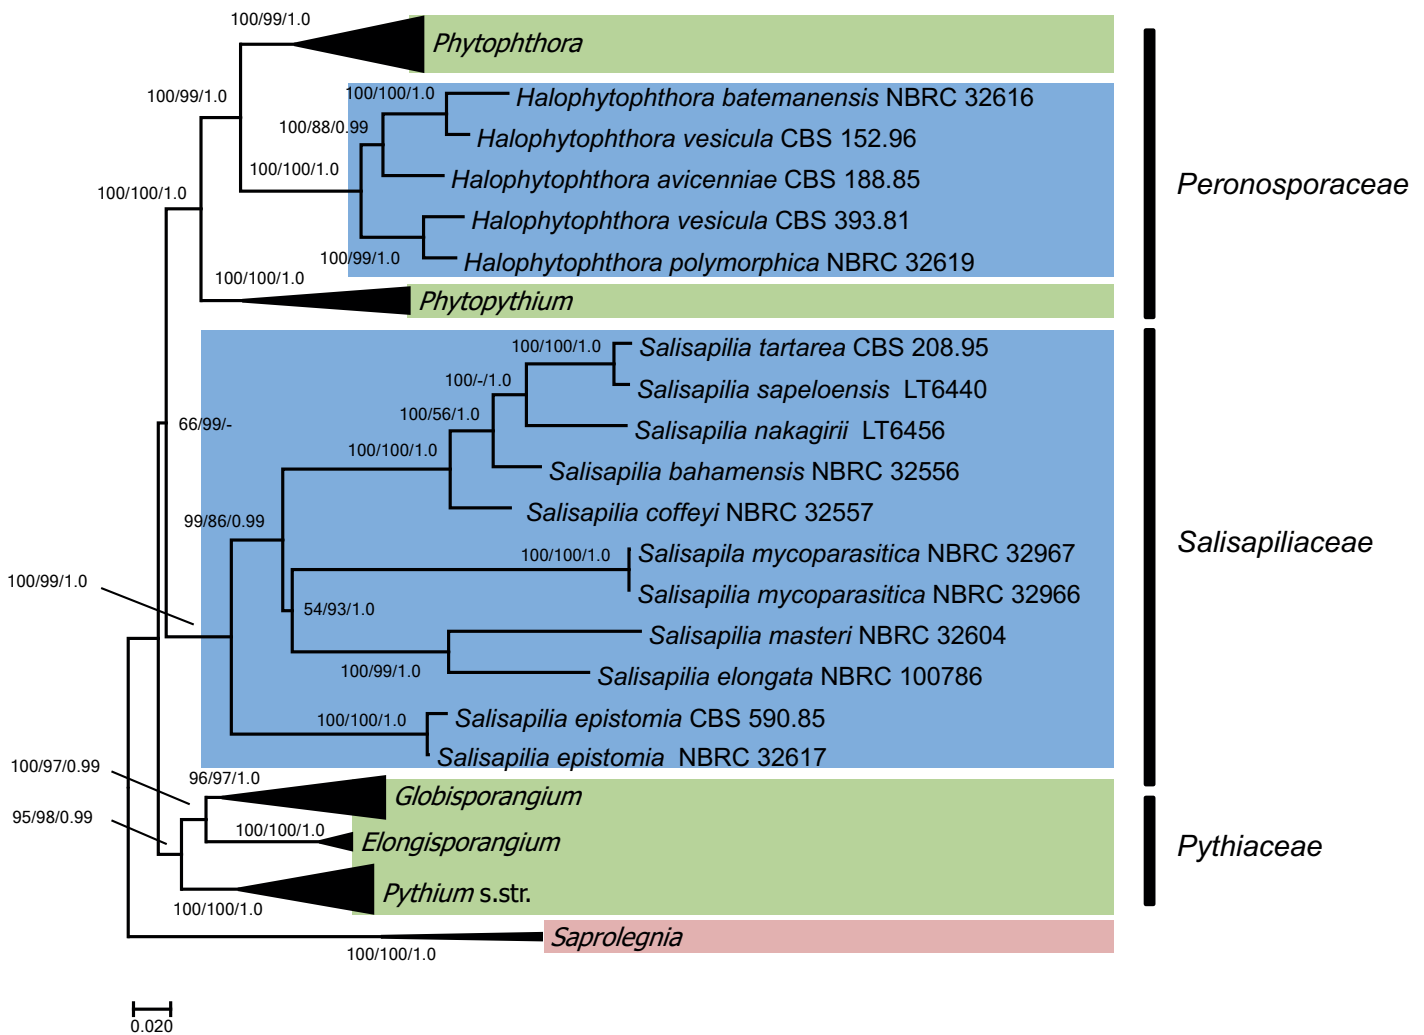 100/99/1.0
Phytophthora
100/99/1.0
100/100/1.0
Halophytophthora batemanensis NBRC 32616
100/88/0.99
Halophytophthora vesicula CBS 152.96
100/100/1.0
Halophytophthora avicenniae CBS 188.85
Peronosporaceae
100/100/1.0
Halophytophthora vesicula CBS 393.81
100/99/1.0
Halophytophthora polymorphica NBRC 32619
100/100/1.0
Phytopythium
100/100/1.0
Salisapilia tartarea CBS 208.95
100/-/1.0
Salisapilia sapeloensis LT6440
100/56/1.0
66/99/-
Salisapilia nakagirii LT6456
100/100/1.0
Salisapilia bahamensis NBRC 32556
Salisapilia coffeyi NBRC 32557
99/86/0.99
Salisapiliaceae
100/100/1.0
Salisapila mycoparasitica NBRC 32967
100/99/1.0
Salisapilia mycoparasitica NBRC 32966
54/93/1.0
Salisapilia masteri NBRC 32604
100/99/1.0
Salisapilia elongata NBRC 100786
100/100/1.0
Salisapilia epistomia CBS 590.85
Salisapilia epistomia NBRC 32617
100/97/0.99
96/97/1.0
Globisporangium
95/98/0.99
100/100/1.0
Elongisporangium
Pythiaceae
100/100/1.0
Pythium s.str.
Saprolegnia
100/100/1.0
0.020